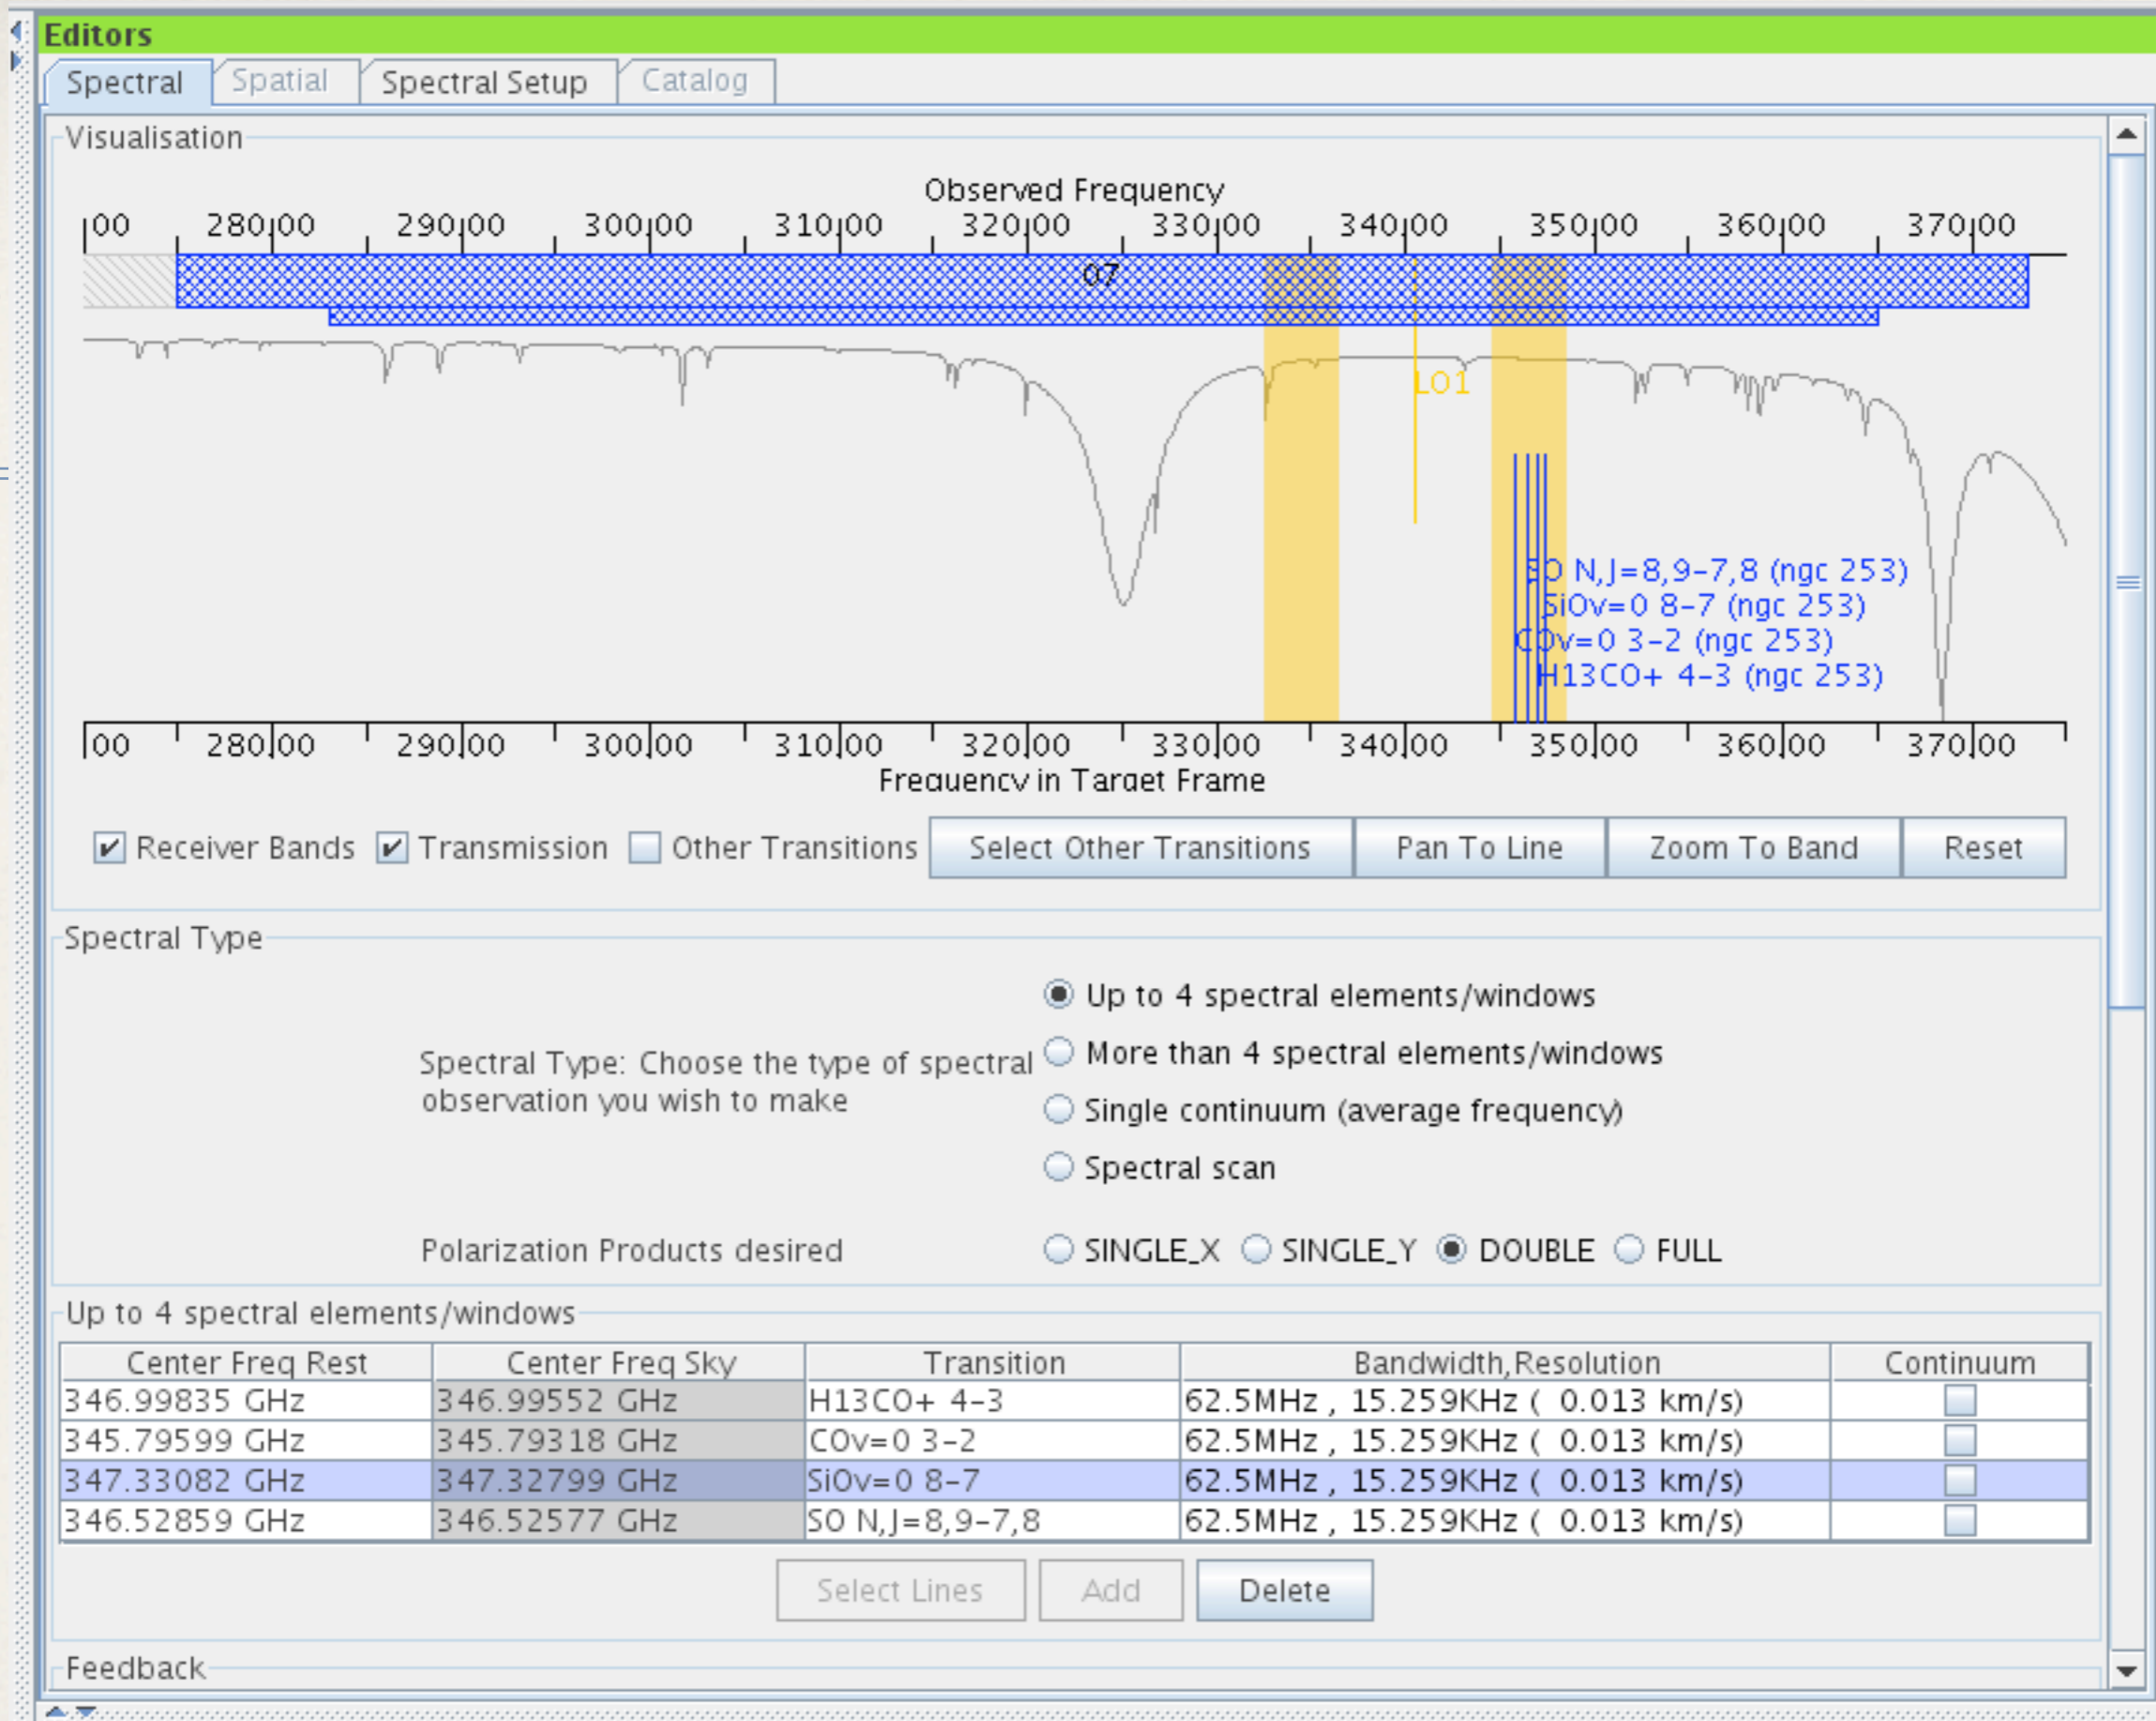 Editors
Spectral Spatial Spectral Setup Catalog
Visualisation
Observed Frequency
00 280.00 290.00 300.00 310.00 320.00 330.00 340.00 350.00 360.00 370.00
07
LO1
SO N,J=8,9-7,8 (ngc 253)
SiOv=0 8-7 (ngc 253)
COv=0 3-2 (ngc 253)
H13CO+ 4-3 (ngc 253)
00 280.00 290.00 300.00 310.00 320.00 330.00 340.00 350.00 360.00 370.00
Frequency in Target Frame
Receiver Bands Transmission Other Transitions Select Other Transitions Pan To Line Zoom To Band Reset
Spectral Type
Up to 4 spectral elements/windows
More than 4 spectral elements/windows
Spectral Type: Choose the type of spectral
observation you wish to make
Single continuum (average frequency)
Spectral scan
Polarization Products desired SINGLE_X SINGLE_Y DOUBLE FULL
Up to 4 spectral elements/windows
Center Freq Rest Center Freq Sky Transition Bandwidth,Resolution Continuum
346.99835 GHz 346.99552 GHz H13CO+ 4-3 62.5MHz , 15.259KHz ( 0.013 km/s)
345.79599 GHz 345.79318 GHz COv=0 3-2 62.5MHz , 15.259KHz ( 0.013 km/s)
347.33082 GHz 347.32799 GHz SiOv=0 8-7 62.5MHz , 15.259KHz ( 0.013 km/s)
346.52859 GHz 346.52577 GHz SO N,J=8,9-7,8 62.5MHz , 15.259KHz ( 0.013 km/s)
Select Lines Add Delete
Feedback